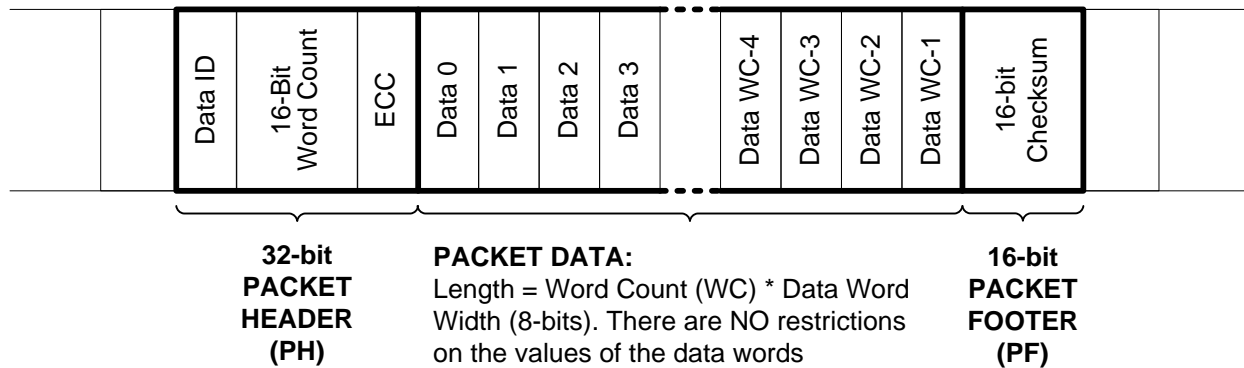 Data ID
16-Bit
Word Count
ECC
Data 0
Data 1
Data 2
Data 3
Data WC-4
Data WC-3
Data WC-2
Data WC-1
16-bit
Checksum
32-bit
PACKET
HEADER
(PH)
PACKET DATA:
Length = Word Count (WC) * Data Word
Width (8-bits). There are NO restrictions
on the values of the data words
16-bit
PACKET
FOOTER
(PF)